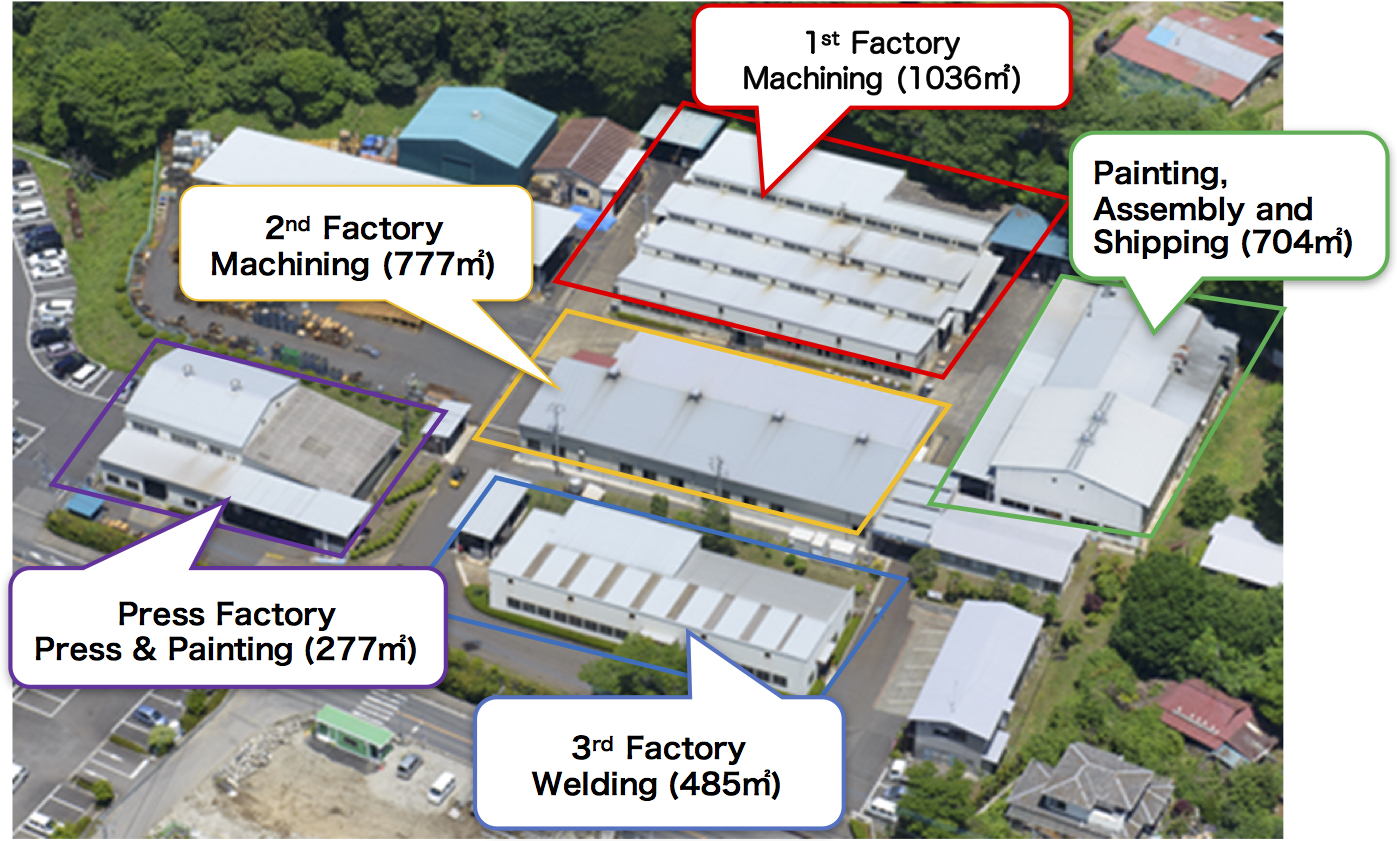 1st Factory
Machining (1036㎡)
Painting,
Assembly and
Shipping (704㎡)
2nd Factory
Machining (777㎡)
Press Factory
Press & Painting (277㎡)
3rd Factory
Welding (485㎡)